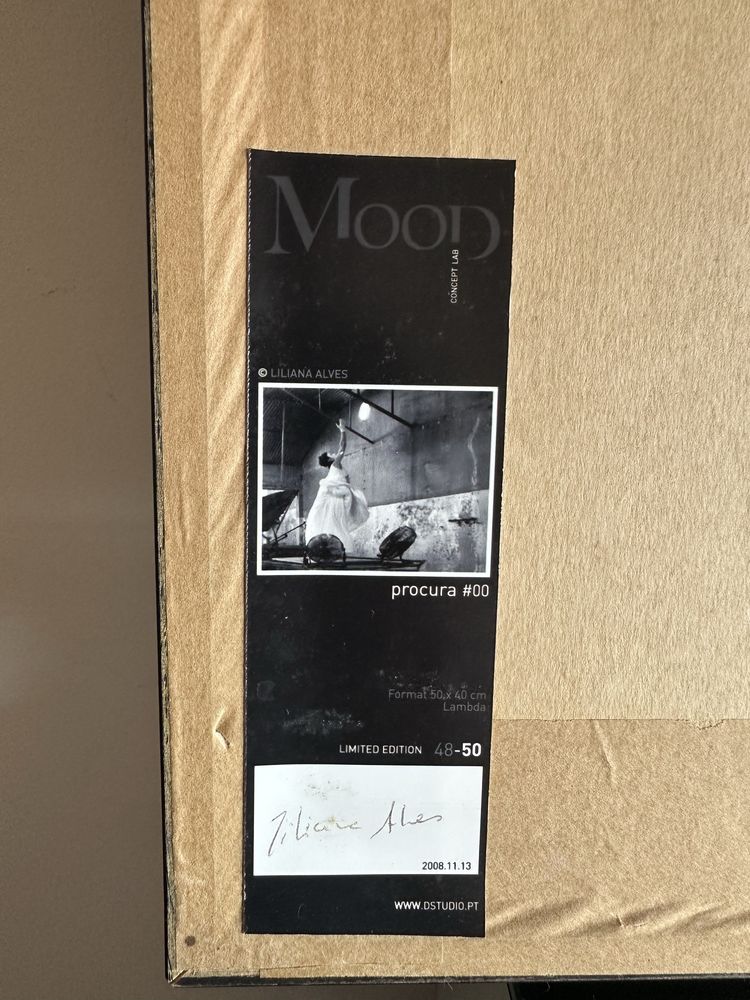 MOOD
CONCEPT LAB
© LILIANA ALVES
procura #00
Format 50 x 40 cm
Lambda
LIMITED EDITION 48-50
Liliana Alves
2008.11.13
WWW.DSTUDIO.PT